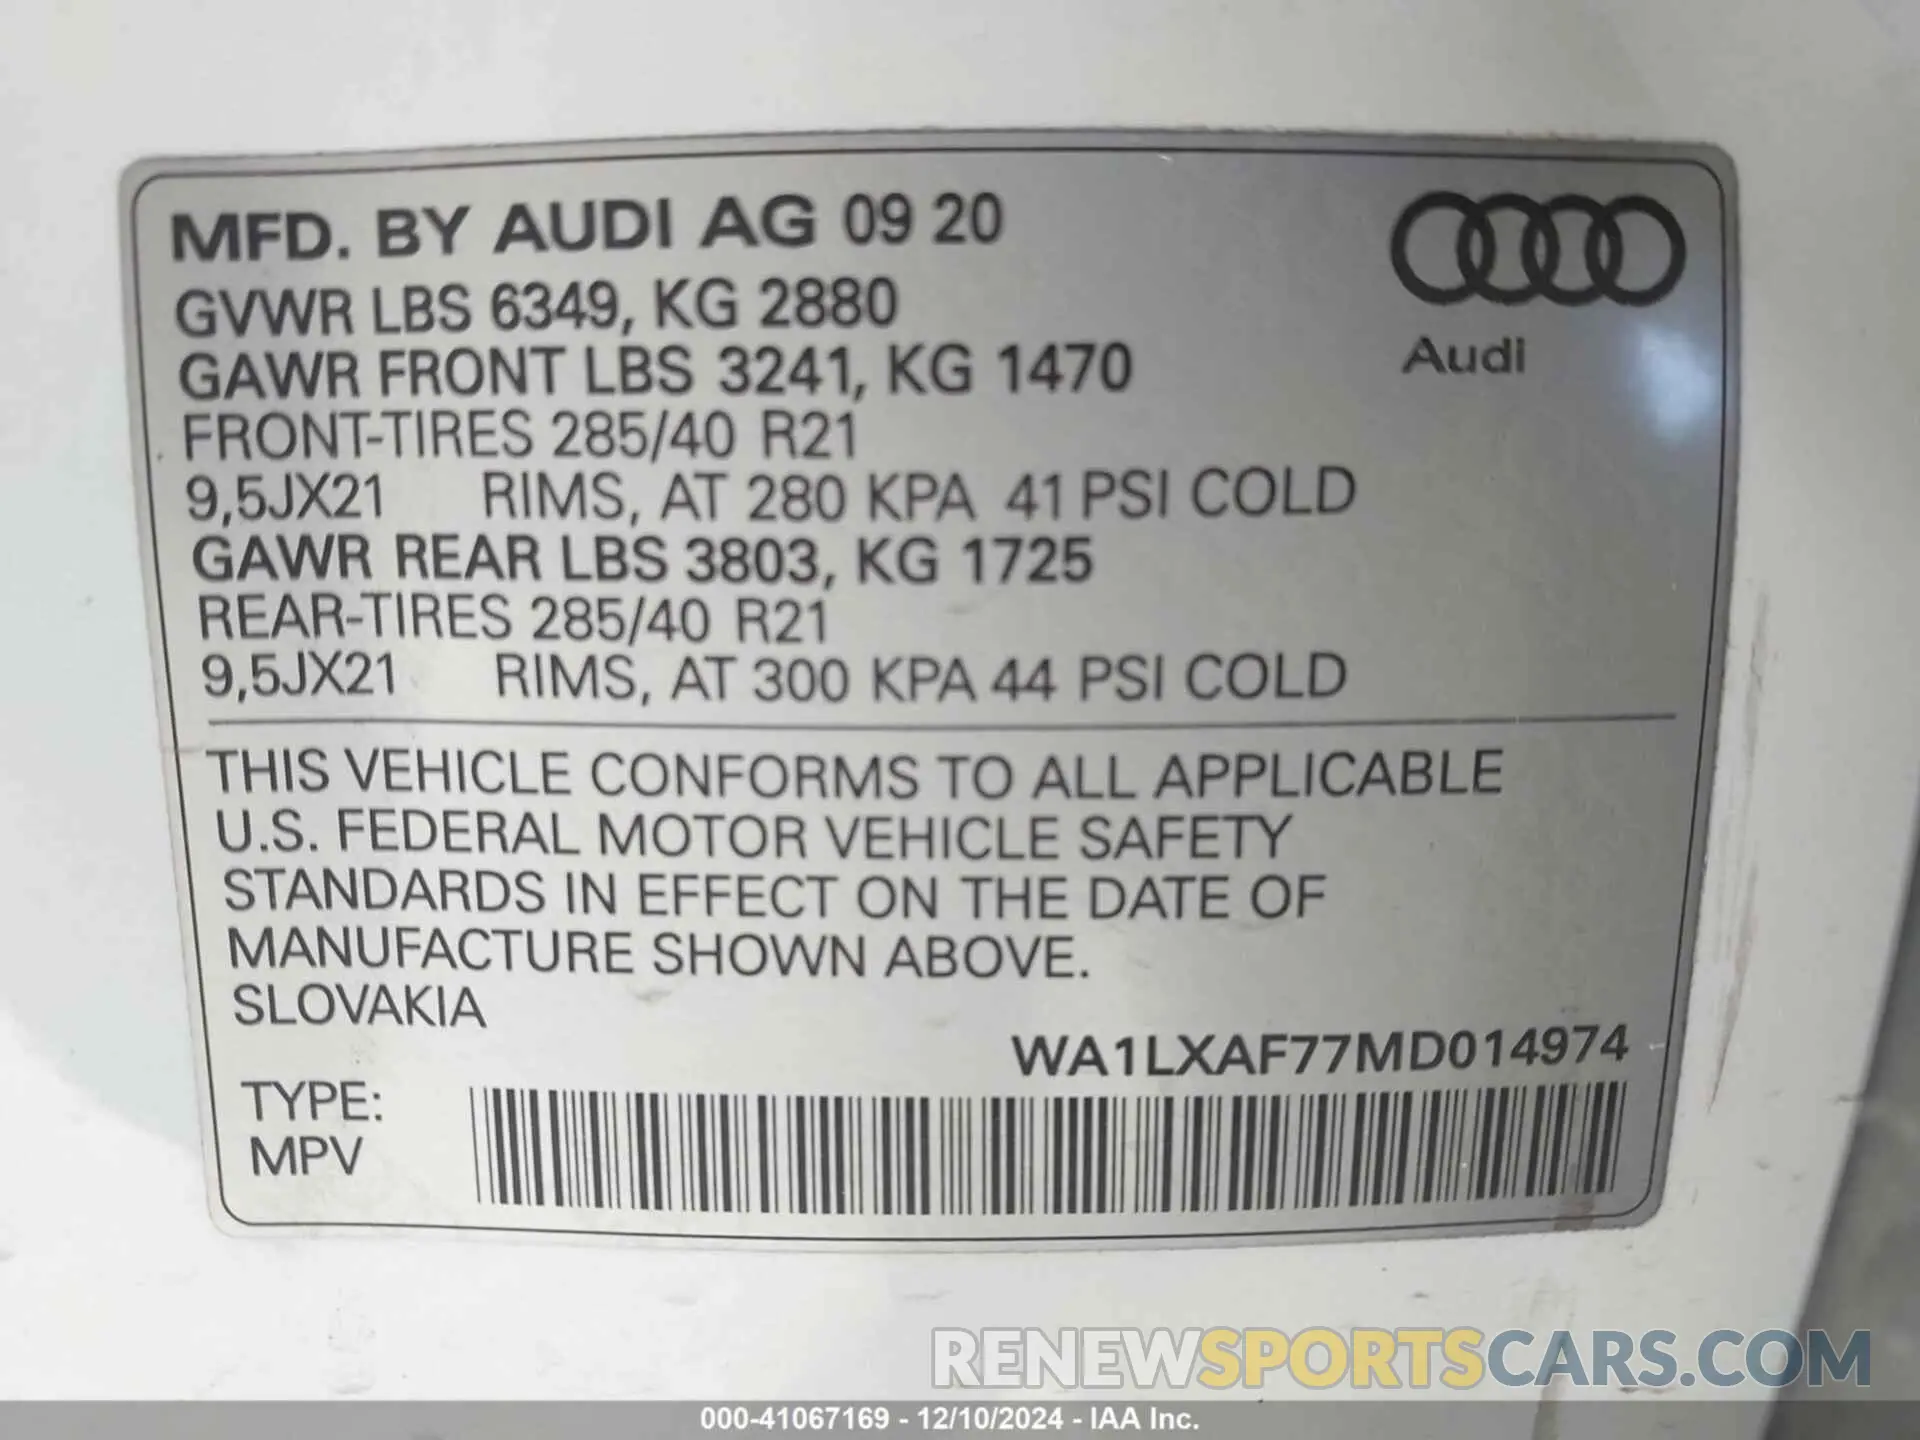 MFD. BY AUDI AG 09 20
GVWR LBS 6349, KG 2880
GAWR FRONT LBS 3241, KG 1470
FRONT-TIRES 285/40 R21
9,5JX21 RIMS, AT 280 KPA 41 PSI COLD
GAWR REAR LBS 3803, KG 1725
REAR-TIRES 285/40 R21
9,5JX21 RIMS, AT 300 KPA 44 PSI COLD
Audi
THIS VEHICLE CONFORMS TO ALL APPLICABLE
U.S. FEDERAL MOTOR VEHICLE SAFETY
STANDARDS IN EFFECT ON THE DATE OF
MANUFACTURE SHOWN ABOVE.
SLOVAKIA
WA1LXAF77MD014974
TYPE:
MPV
RENEWSPORTSCARS.COM
000-41067169 - 12/10/2024 - IAA Inc.